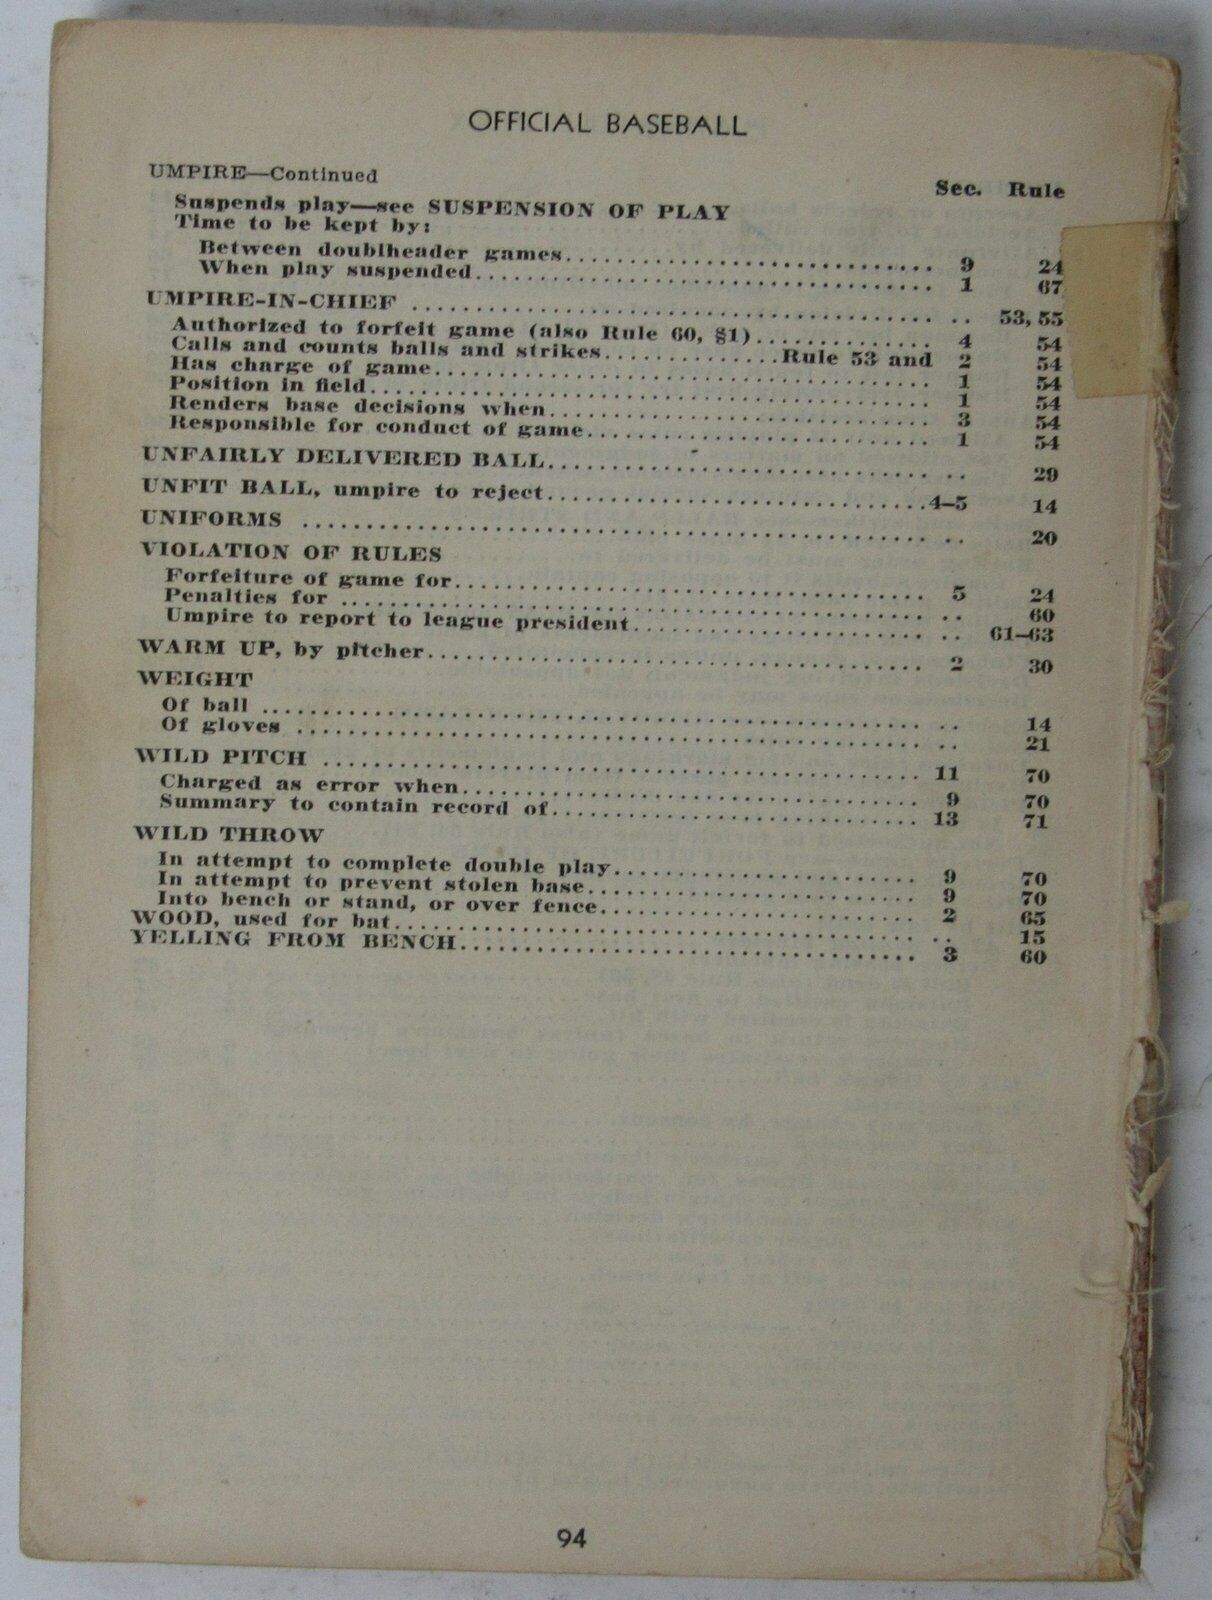 OFFICIAL BASEBALL
UMPIRE—Continued
Sec. Rule
Suspends play—see SUSPENSION OF PLAY
Time to be kept by:
Between doublheader games 9 24
When play suspended 1 67
UMPIRE-IN-CHIEF .. 53, 55
Authorized to forfeit game (also Rule 60, §1) 4 54
Calls and counts balls and strikes Rule 53 and 2 54
Has charge of game 1 54
Position in field 1 54
Renders base decisions when 3 54
Responsible for conduct of game 1 54
UNFAIRLY DELIVERED BALL .. 29
UNFIT BALL, umpire to reject 4–5 14
UNIFORMS .. 20
VIOLATION OF RULES
Forfeiture of game for 5 24
Penalties for .. 60
Umpire to report to league president .. 61–63
WARM UP, by pitcher 2 30
WEIGHT
Of ball .. 14
Of gloves .. 21
WILD PITCH 11 70
Charged as error when 9 70
Summary to contain record of 13 71
WILD THROW
In attempt to complete double play 9 70
In attempt to prevent stolen base 9 70
Into bench or stand, or over fence 2 65
WOOD, used for bat .. 15
YELLING FROM BENCH 3 60
94